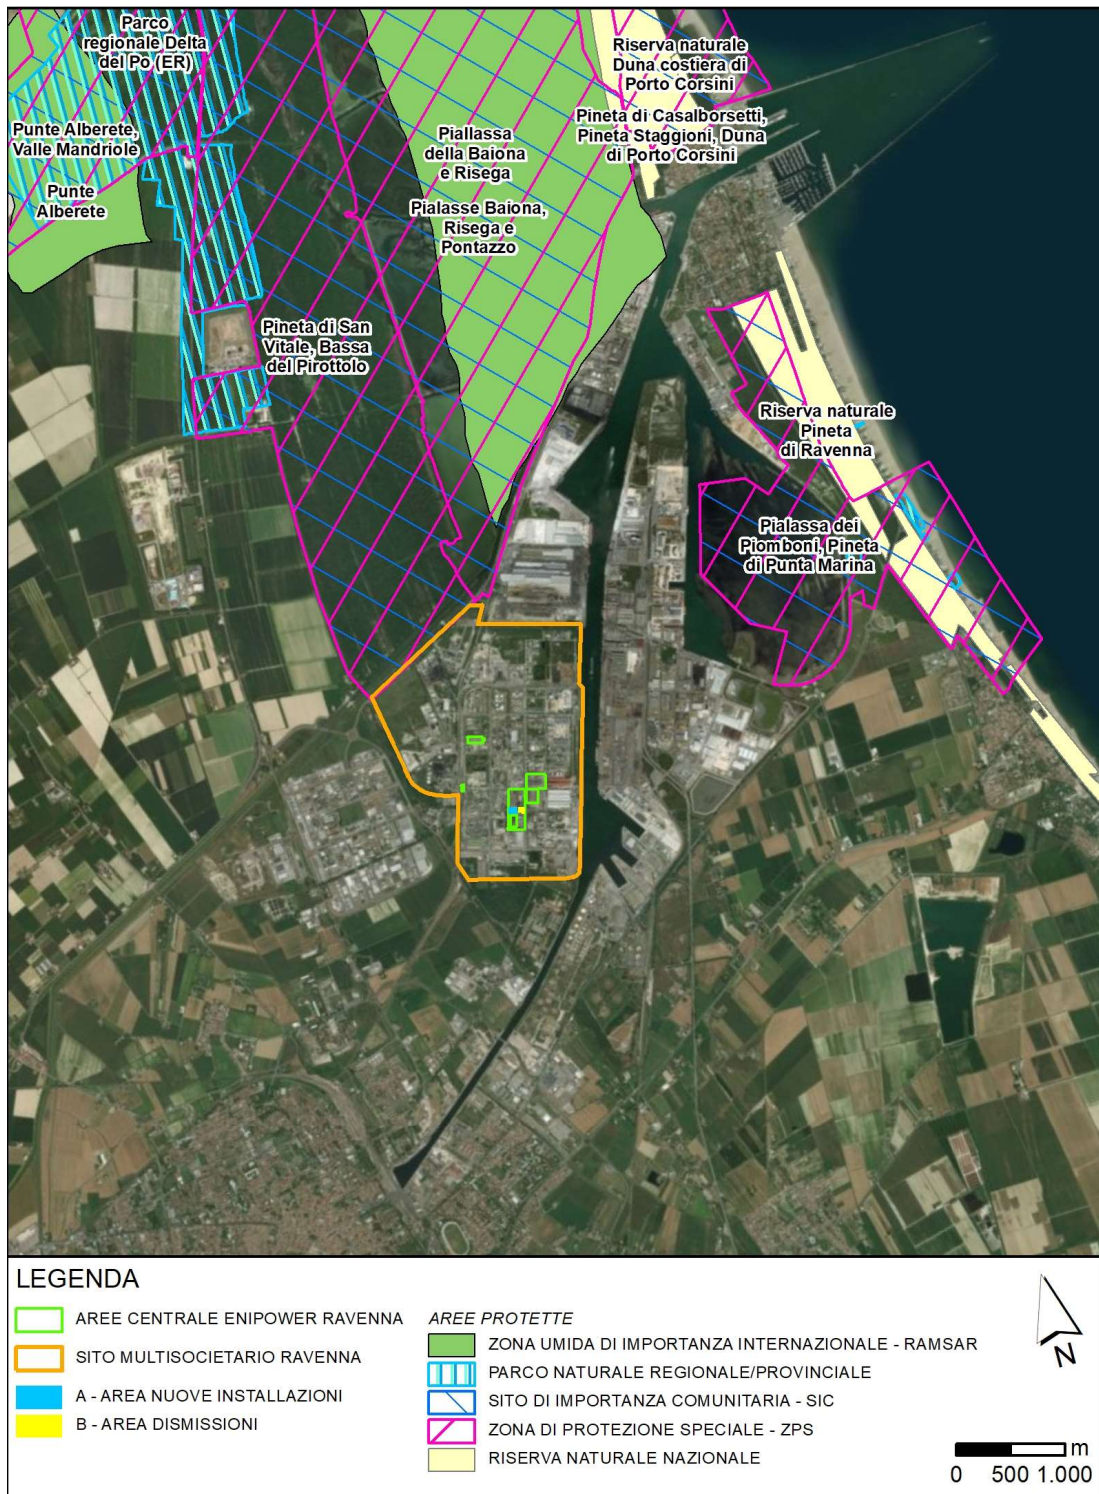 Parco
regionale Delta
del Po (ER)
Riserva naturale
Duna costiera di
Porto Corsini
Punte Alberete,
Valle Mandriole
Piallassa
della Baiona
e Risega
Pineta di Casalborsetti,
Pineta Staggioni, Duna
di Porto Corsini
Punte
Alberete
Pialasse Baiona,
Risega e
Pontazzo
Pineta di San
Vitale, Bassa
del Pirottolo
Riserva naturale
Pineta
di Ravenna
Pialassa dei
Piomboni, Pineta
di Punta Marina
LEGENDA
AREE CENTRALE ENIPOWER RAVENNA
SITO MULTISOCIETARIO RAVENNA
A - AREA NUOVE INSTALLAZIONI
B - AREA DISMISSIONI
AREE PROTETTE
ZONA UMIDA DI IMPORTANZA INTERNAZIONALE - RAMSAR
PARCO NATURALE REGIONALE/PROVINCIALE
SITO DI IMPORTANZA COMUNITARIA - SIC
ZONA DI PROTEZIONE SPECIALE - ZPS
RISERVA NATURALE NAZIONALE
N
m
0 500 1.000